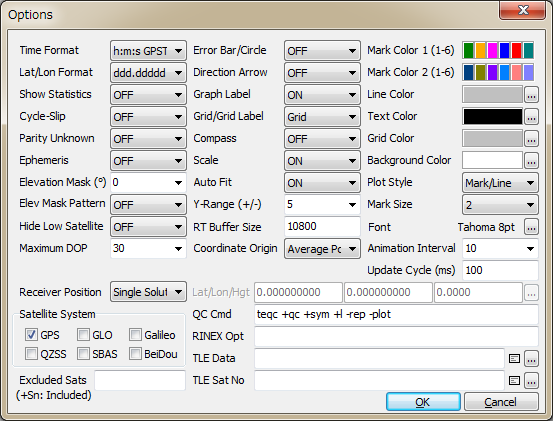 Options
Time Format h:m:s GPST Error Bar/Circle OFF Mark Color 1 (1-6)
Lat/Lon Format ddd.ddddd Direction Arrow OFF Mark Color 2 (1-6)
Show Statistics OFF Graph Label ON Line Color ...
Cycle-Slip OFF Grid/Grid Label Grid Text Color ...
Parity Unknown OFF Compass OFF Grid Color ...
Ephemeris OFF Scale ON Background Color ...
Elevation Mask (°) 0 Auto Fit ON Plot Style Mark/Line
Elev Mask Pattern OFF Y-Range (+/-) 5 Mark Size 2
Hide Low Satellite OFF RT Buffer Size 10800 Font Tahoma 8pt ...
Maximum DOP 30 Coordinate Origin Average Po Animation Interval 10
Update Cycle (ms) 100
Receiver Position Single Solut Lat/Lon/Hgt 0.000000000 0.000000000 0.0000 ...
Satellite System QC Cmd teqc +qc +sym +l -rep -plot
GPS GLO Galileo RINEX Opt
QZSS SBAS BeiDou TLE Data ...
Excluded Sats TLE Sat No ...
(+Sn: Included) OK Cancel